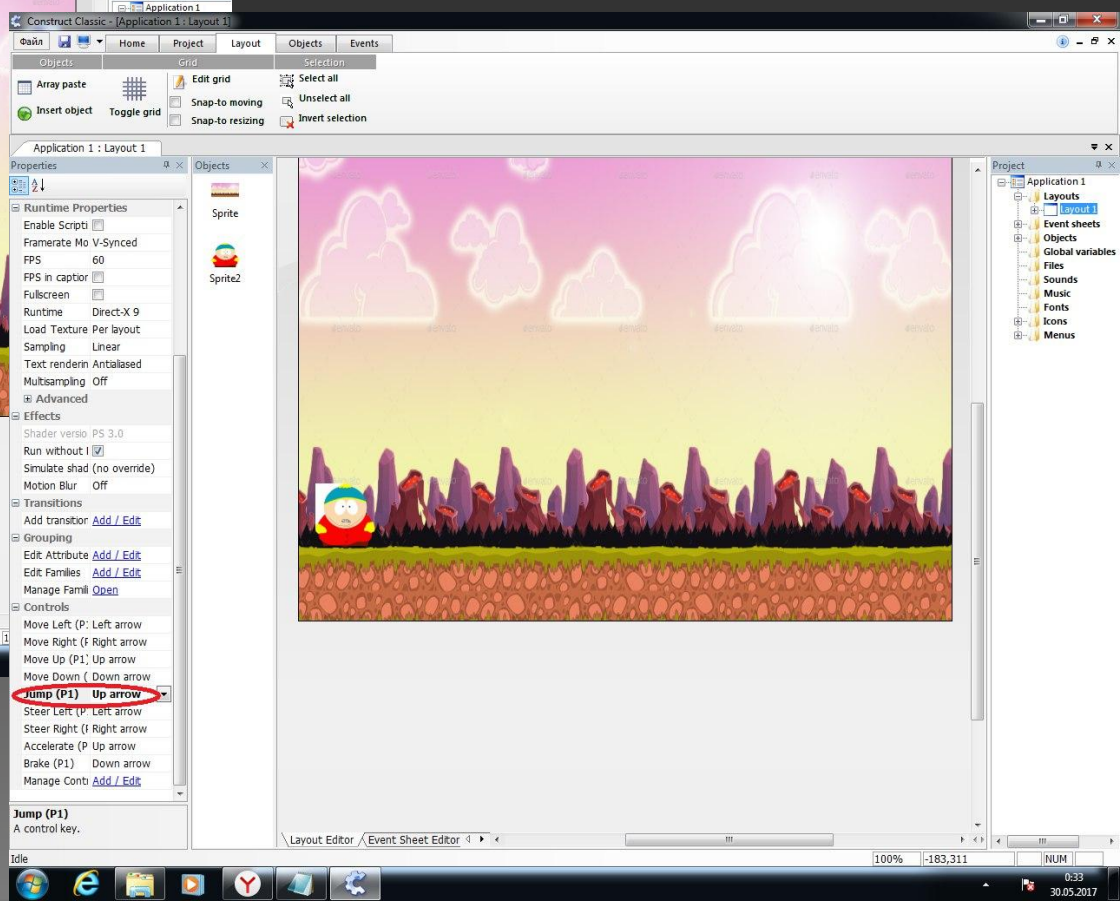 Application 1
Construct Classic - [Application 1 : Layout 1]
Файл
Home
Project
Layout
Objects
Events
Objects
Grid
Selection
Array paste
Insert object
Toggle grid
Edit grid
Snap-to moving
Snap-to resizing
Select all
Unselect all
Invert selection
Application 1 : Layout 1
Properties
Objects
Project
Runtime Properties
Enable Scripti
Framerate Mo V-Synced
FPS 60
FPS in caption
Fullscreen
Runtime Direct-X 9
Load Texture Per layout
Sampling Linear
Text renderin Antialiased
Multisampling Off
Advanced
Effects
Shader versio PS 3.0
Run without l
Simulate shad (no override)
Motion Blur Off
Transitions
Add transition Add / Edit
Grouping
Edit Attribute Add / Edit
Edit Families Add / Edit
Manage Famili Open
Controls
Move Left (P: Left arrow
Move Right (F Right arrow
Move Up (P1) Up arrow
Move Down ( Down arrow
Jump (P1) Up arrow
Steer Left (P Left arrow
Steer Right (F Right arrow
Accelerate (P Up arrow
Brake (P1) Down arrow
Manage Conti Add / Edit
Jump (P1)
A control key.
Sprite
Sprite2
Application 1
Layouts
Layout 1
Event sheets
Objects
Global variables
Files
Sounds
Music
Fonts
Icons
Menus
Layout Editor
Event Sheet Editor
Idle
100%
-183,311
NUM
0:33
30.05.2017